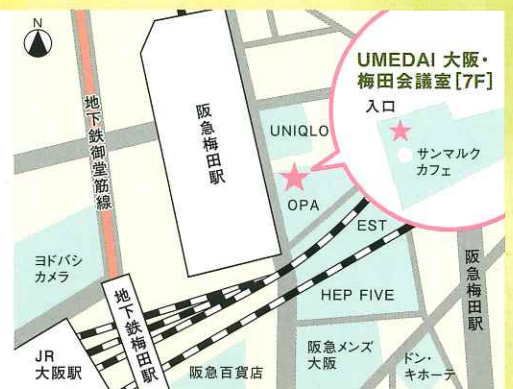 N
地下鉄御堂筋線
阪急梅田駅
UMEDAI 大阪・
梅田会議室[7F]
入口
サンマルク
カフェ
UNIQLO
OPA
EST
ヨドバシ
カメラ
地下鉄梅田駅
HEP FIVE
阪急梅田駅
JR
大阪駅
阪急百貨店
阪急メンズ
大阪
ドン・
キホーテ